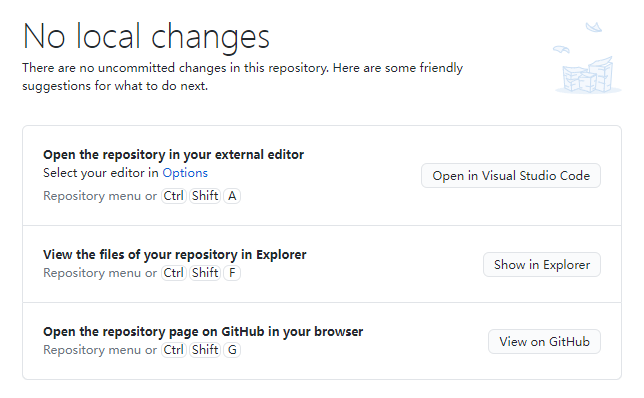 No local changes
There are no uncommitted changes in this repository. Here are some friendly
suggestions for what to do next.
Open the repository in your external editor
Select your editor in Options
Repository menu or Ctrl Shift A
Open in Visual Studio Code
View the files of your repository in Explorer
Repository menu or Ctrl Shift F
Show in Explorer
Open the repository page on GitHub in your browser
Repository menu or Ctrl Shift G
View on GitHub